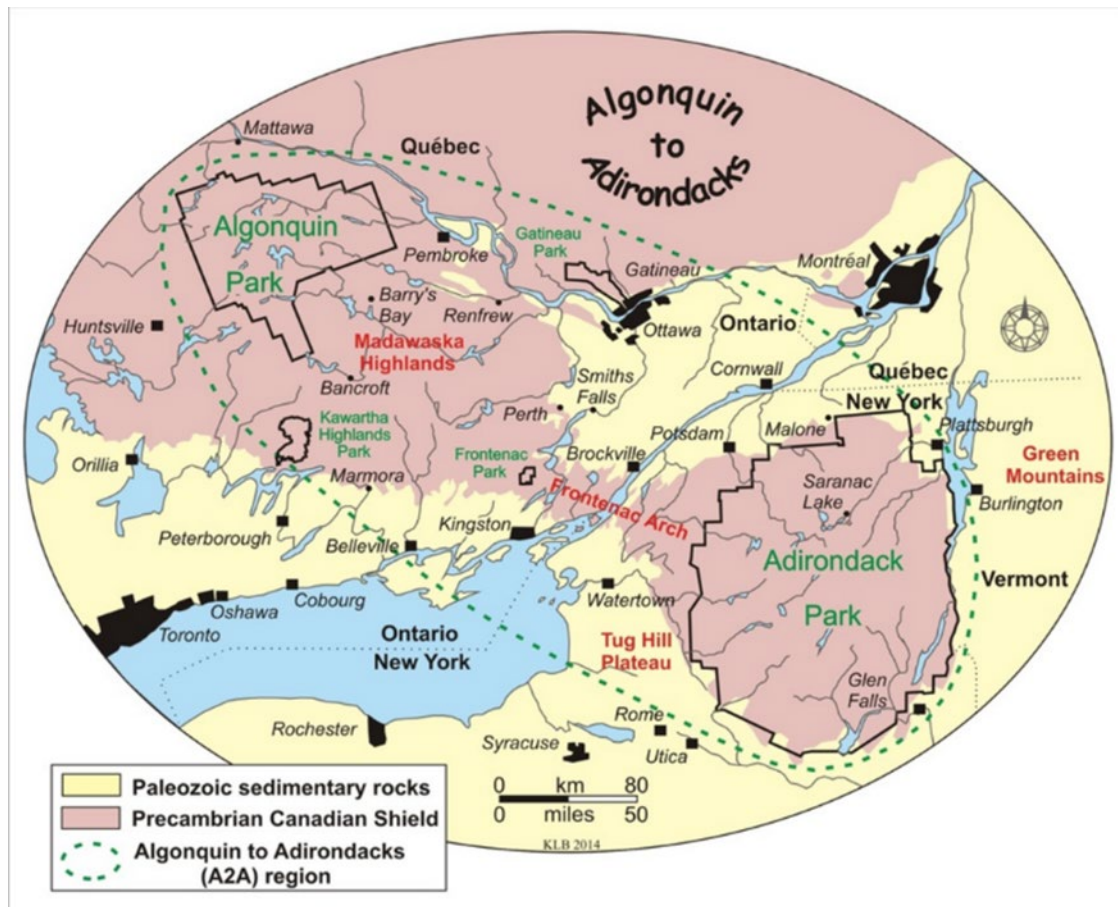 Algonquin
to
Adirondacks
Mattawa
Québec
Algonquin
Park
Pembroke
Gatineau
Park
Gatineau
Montréal
Barry's
Bay
Renfrew
Ottawa
Ontario
Huntsville
Madawaska
Highlands
Bancroft
Smiths
Falls
Cornwall
Québec
New York
Perth
Kawartha
Highlands
Park
Frontenac
Park
Brockville
Potsdam
Malone
Plattsburgh
Green
Mountains
Orillia
Marmora
Frontenac Arch
Saranac
Lake
Burlington
Peterborough
Belleville
Kingston
Adirondack
Park
Vermont
Watertown
Toronto
Oshawa
Cobourg
Ontario
New York
Tug Hill
Plateau
Glen
Falls
Rochester
Syracuse
Rome
Utica
0 km 80
0 miles 50
KLB 2014
Paleozoic sedimentary rocks
Precambrian Canadian Shield
Algonquin to Adirondacks
(A2A) region